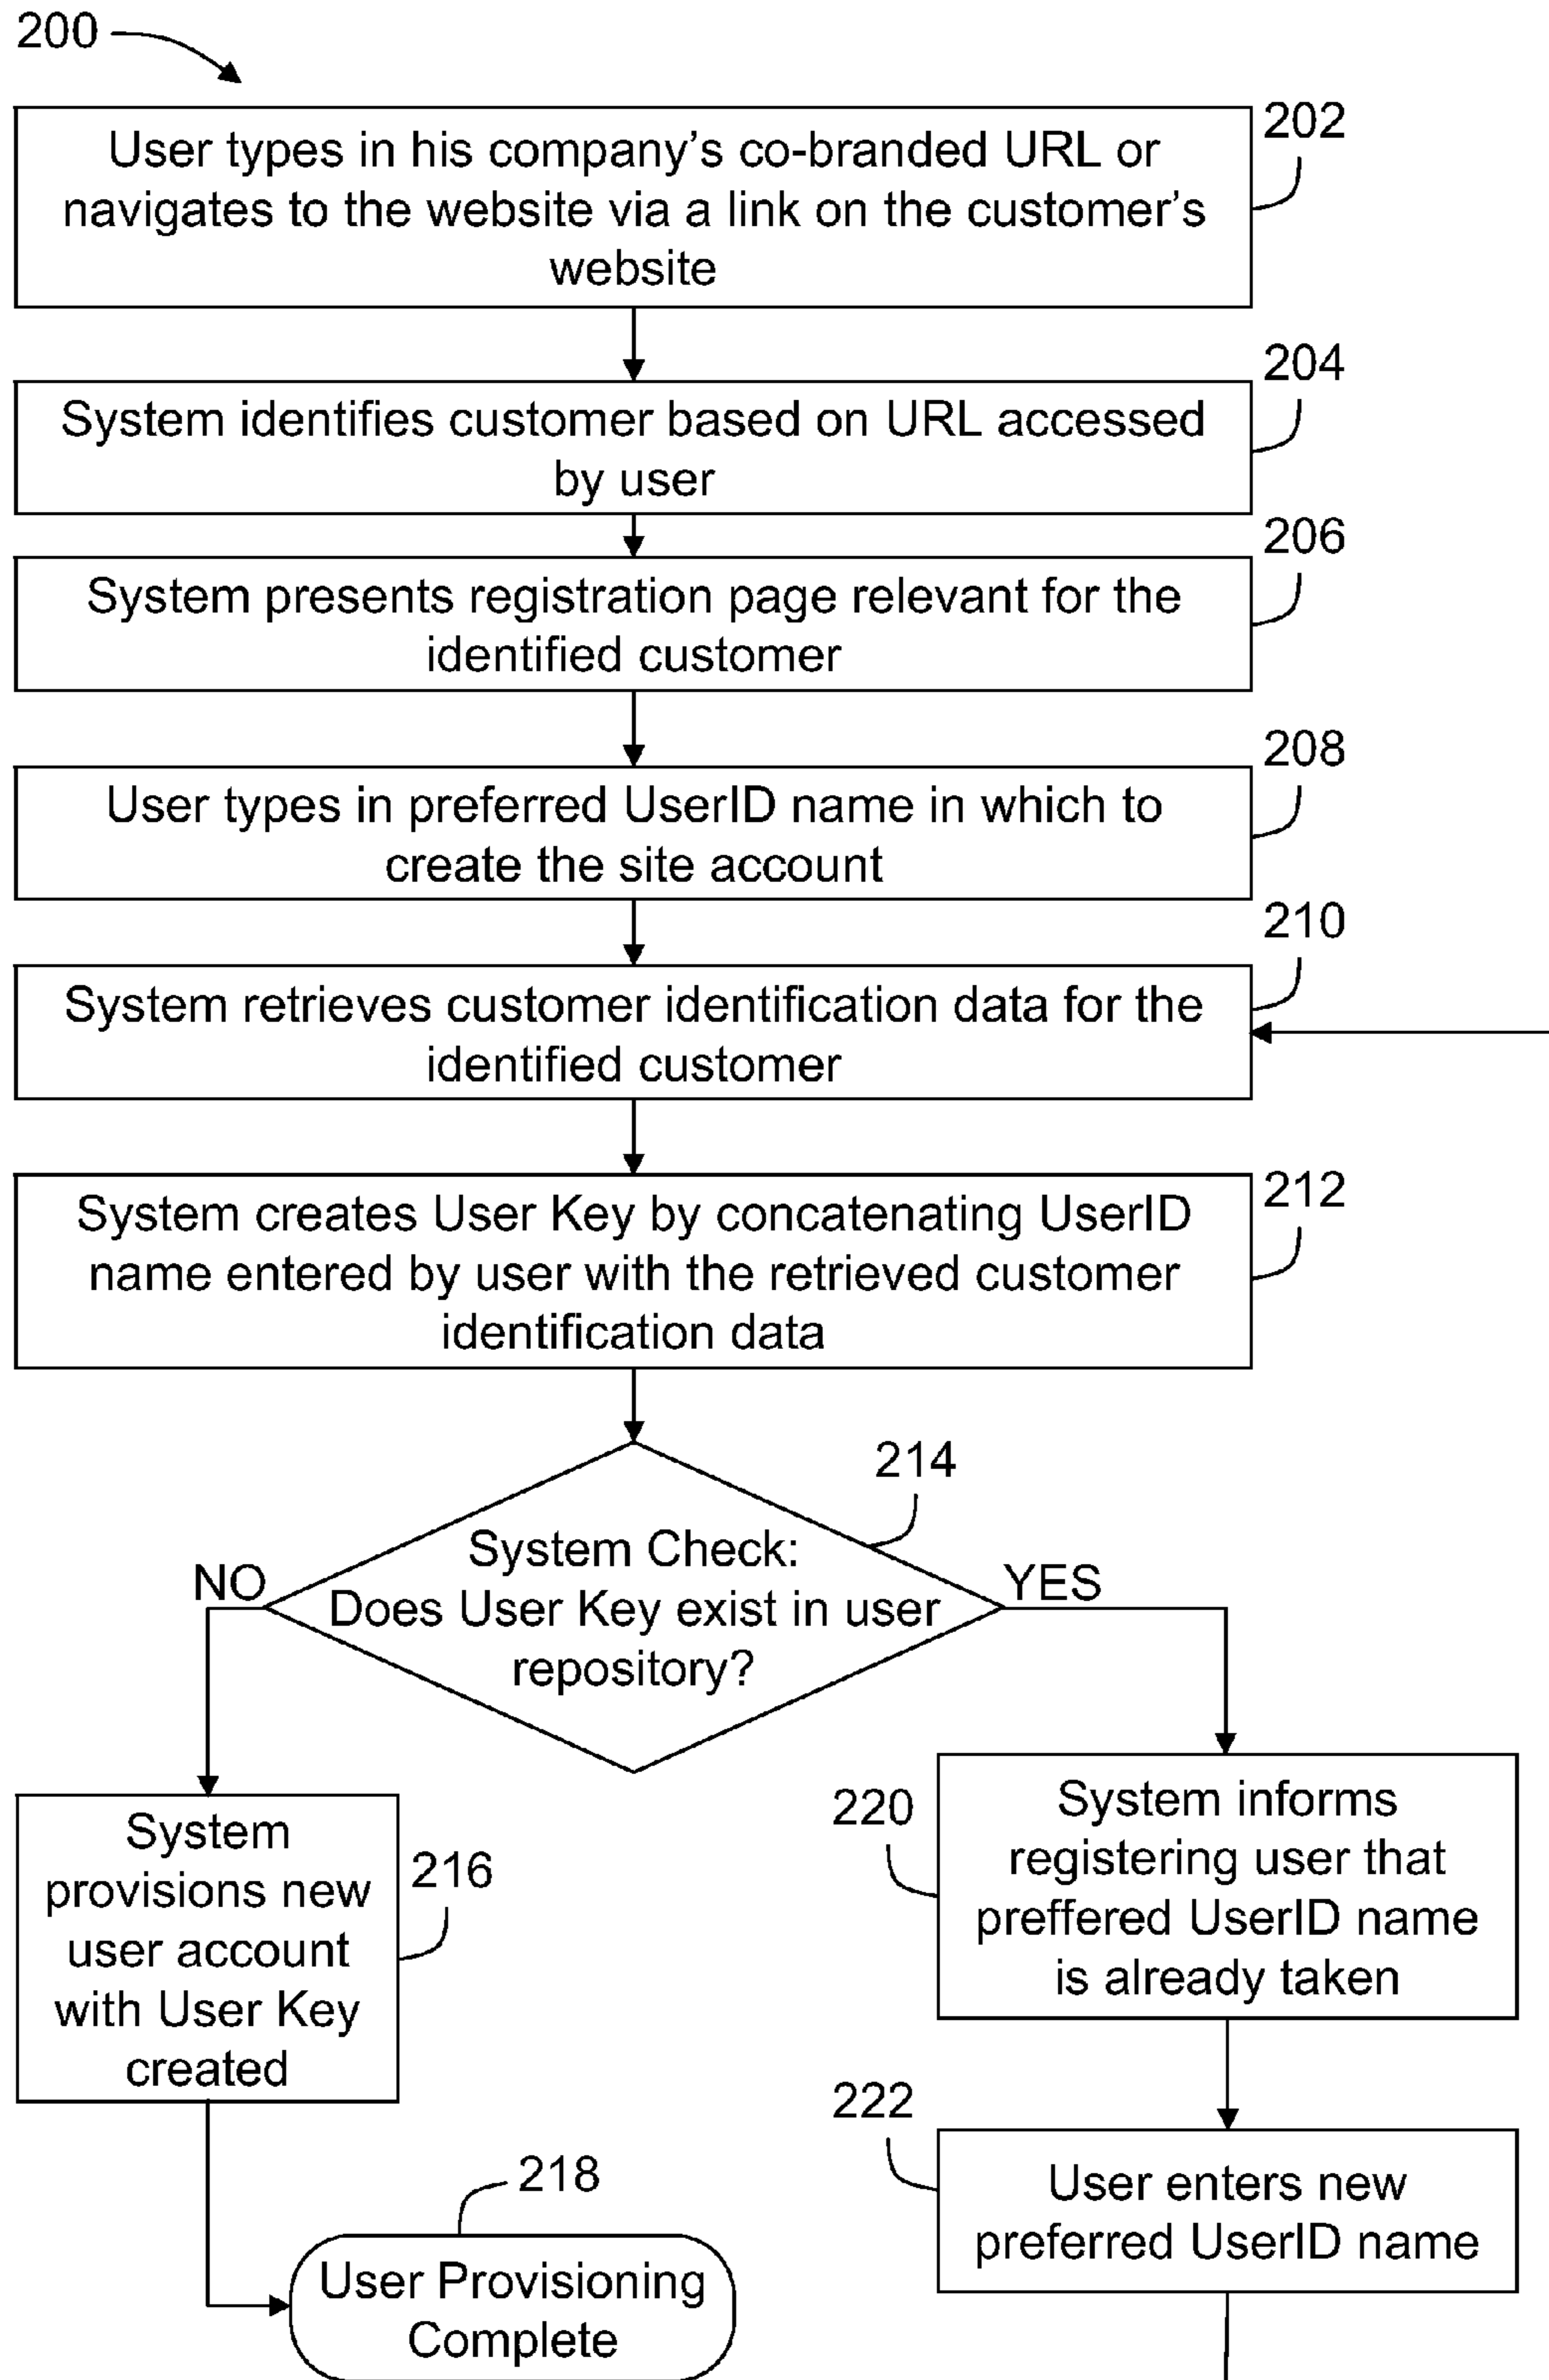 200
202
User types in his company's co-branded URL or
navigates to the website via a link on the customer's
website
204
System identifies customer based on URL accessed
by user
206
System presents registration page relevant for the
identified customer
208
User types in preferred UserID name in which to
create the site account
210
System retrieves customer identification data for the
identified customer
212
System creates User Key by concatenating UserID
name entered by user with the retrieved customer
identification data
214
System Check:
Does User Key exist in user
repository?
NO
YES
216
System
provisions new
user account
with User Key
created
220
System informs
registering user that
preffered UserID name
is already taken
222
User enters new
preferred UserID name
218
User Provisioning
Complete